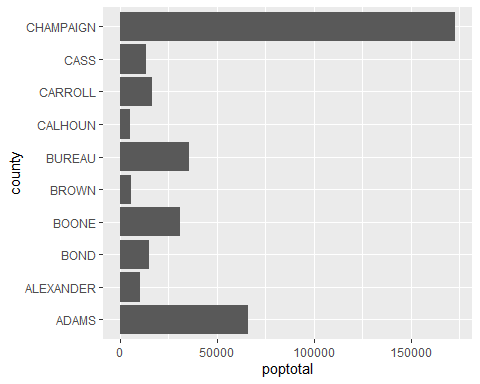 CHAMPAIGN
CASS
CARROLL
CALHOUN
BUREAU
BROWN
BOONE
BOND
ALEXANDER
ADAMS
county
0 50000 100000 150000
poptotal